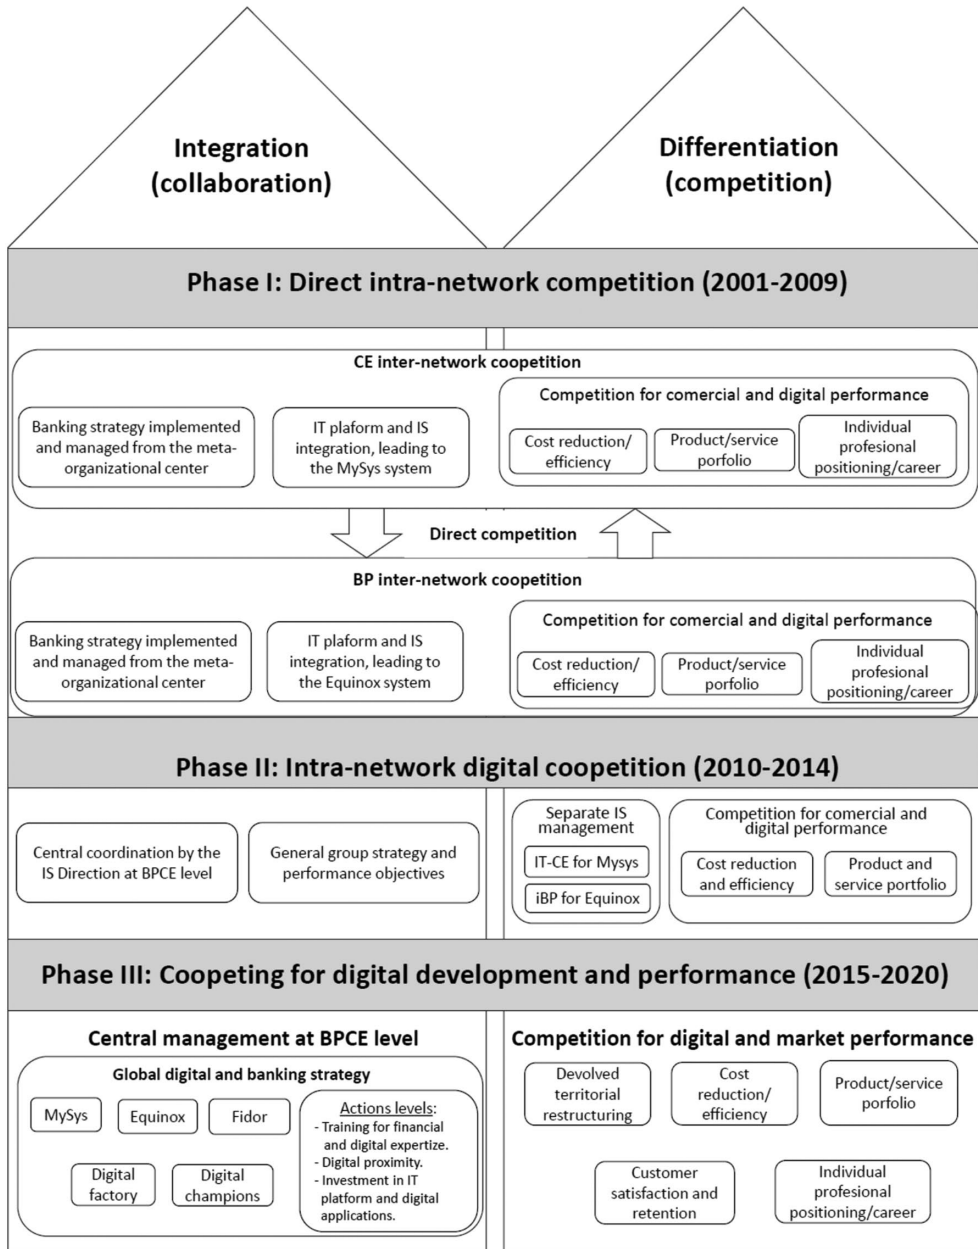 Integration
(collaboration)
Differentiation
(competition)
Phase I: Direct intra-network competition (2001-2009)
CE inter-network coopetition
Banking strategy implemented
and managed from the meta-
organizational center
IT plaform and IS
integration, leading to
the MySys system
Competition for comercial and digital performance
Cost reduction/
efficiency
Product/service
porfolio
Individual
profesional
positioning/career
Direct competition
BP inter-network coopetition
Banking strategy implemented
and managed from the meta-
organizational center
IT plaform and IS
integration, leading to
the Equinox system
Competition for comercial and digital performance
Cost reduction/
efficiency
Product/service
porfolio
Individual
profesional
positioning/career
Phase II: Intra-network digital coopetition (2010-2014)
Central coordination by the
IS Direction at BPCE level
General group strategy and
performance objectives
Separate IS
management
IT-CE for Mysys
iBP for Equinox
Competition for comercial and
digital performance
Cost reduction
and efficiency
Product and
service portfolio
Phase III: Coopeting for digital development and performance (2015-2020)
Central management at BPCE level
Global digital and banking strategy
MySys
Equinox
Fidor
Digital
factory
Digital
champions
Actions levels:
- Training for financial
and digital expertize.
- Digital proximity.
- Investment in IT
platform and digital
applications.
Competition for digital and market performance
Devolved
territorial
restructuring
Cost
reduction/
efficiency
Product/service
porfolio
Customer
satisfaction and
retention
Individual
profesional
positioning/career